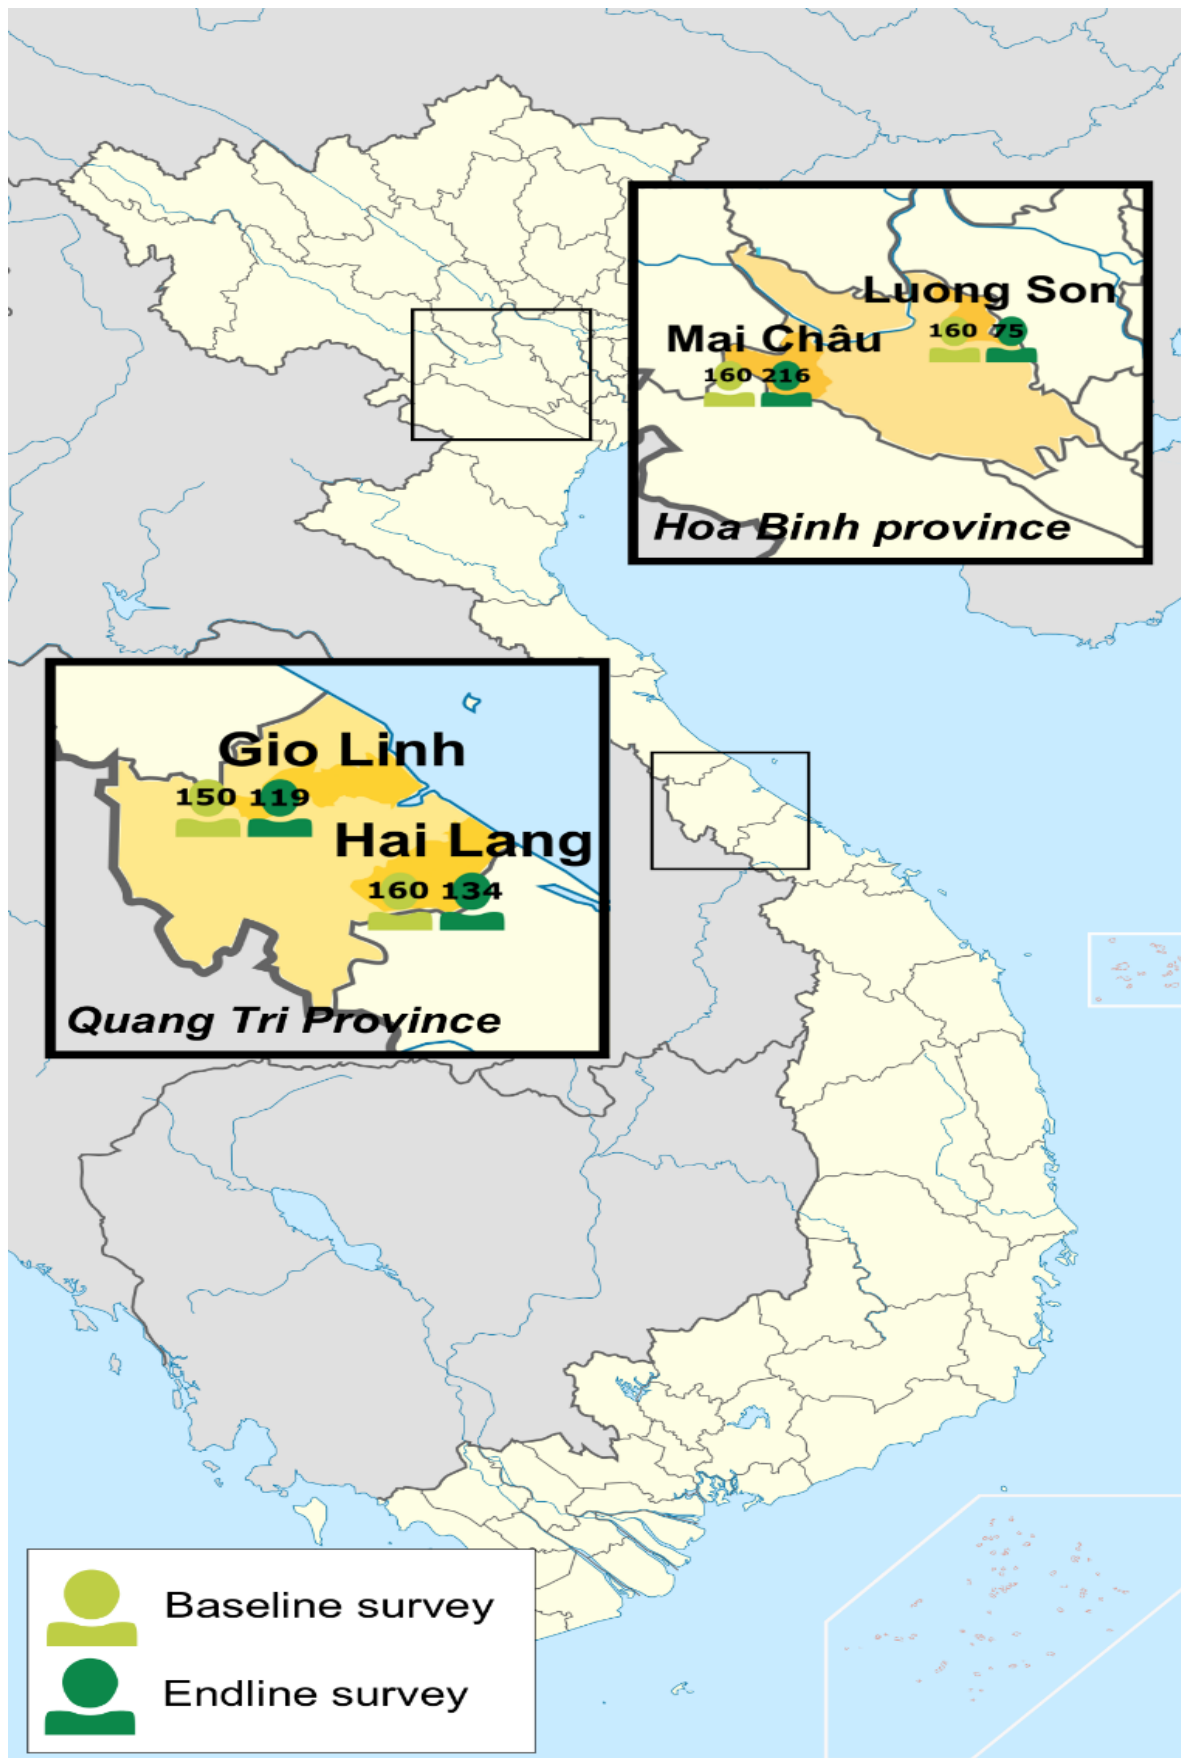 Luong Son
160 75
Mai Châu
160 216
Hoa Binh province
Gio Linh
150 119
Hai Lang
160 134
Quang Tri Province
Baseline survey
Endline survey